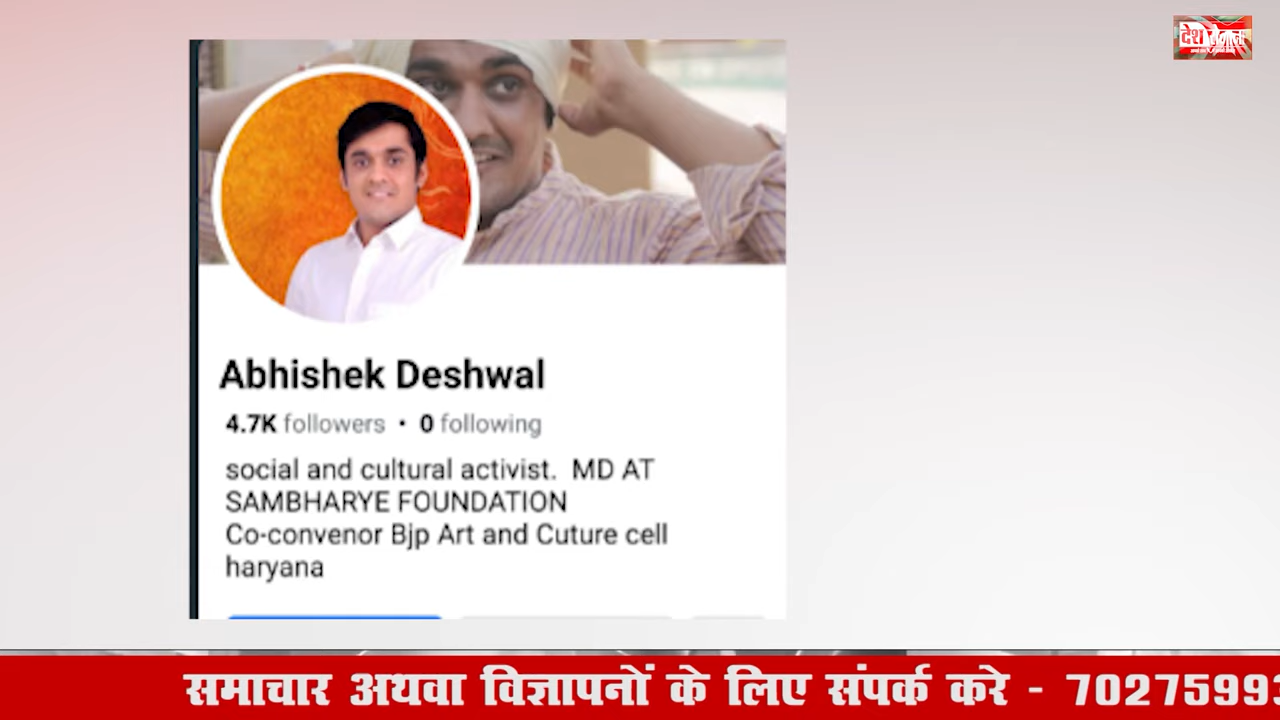 देश रोजाना
Abhishek Deshwal
4.7K followers • 0 following
social and cultural activist. MD AT
SAMBHARYE FOUNDATION
Co-convenor Bjp Art and Cuture cell
haryana
समाचार अथवा विज्ञापनों के लिए संपर्क करे - 70275993